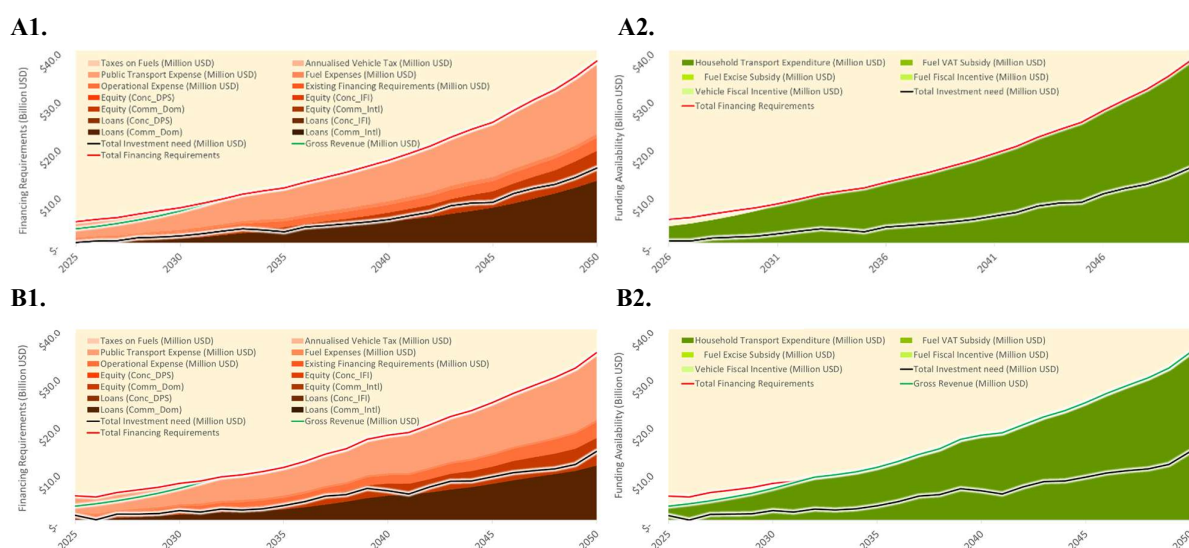 A1.
Financing Requirements (Billion USD)
$40.0
$30.0
$20.0
$10.0
$-
Taxes on Fuels (Million USD) Annualised Vehicle Tax (Million USD)
Public Transport Expense (Million USD) Fuel Expenses (Million USD)
Operational Expense (Million USD) Existing Financing Requirements (Million USD)
Equity (Conc_DPS) Equity (Conc_IFI)
Equity (Comm_Dom) Equity (Comm_Intl)
Loans (Conc_DPS) Loans (Conc_IFI)
Loans (Comm_Dom) Loans (Comm_Intl)
Total Investment need (Million USD) Gross Revenue (Million USD)
Total Financing Requirements
2025 2030 2035 2040 2045 2050
A2.
Funding Availability (Billion USD)
$40.0
$30.0
$20.0
$10.0
$-
Household Transport Expenditure (Million USD) Fuel VAT Subsidy (Million USD)
Fuel Excise Subsidy (Million USD) Fuel Fiscal Incentive (Million USD)
Vehicle Fiscal Incentive (Million USD) Total Investment need (Million USD)
Total Financing Requirements
2026 2031 2036 2041 2046
B1.
Financing Requirements (Billion USD)
$40.0
$30.0
$20.0
$10.0
$-
Taxes on Fuels (Million USD) Annualised Vehicle Tax (Million USD)
Public Transport Expense (Million USD) Fuel Expenses (Million USD)
Operational Expense (Million USD) Existing Financing Requirements (Million USD)
Equity (Conc_DPS) Equity (Conc_IFI)
Equity (Comm_Dom) Equity (Comm_Intl)
Loans (Conc_DPS) Loans (Conc_IFI)
Loans (Comm_Dom) Loans (Comm_Intl)
Total Investment need (Million USD) Gross Revenue (Million USD)
Total Financing Requirements
2025 2030 2035 2040 2045 2050
B2.
Funding Availability (Billion USD)
$40.0
$30.0
$20.0
$10.0
$-
Household Transport Expenditure (Million USD) Fuel VAT Subsidy (Million USD)
Fuel Excise Subsidy (Million USD) Fuel Fiscal Incentive (Million USD)
Vehicle Fiscal Incentive (Million USD) Total Investment need (Million USD)
Total Financing Requirements Gross Revenue (Million USD)
2025 2030 2035 2040 2045 2050